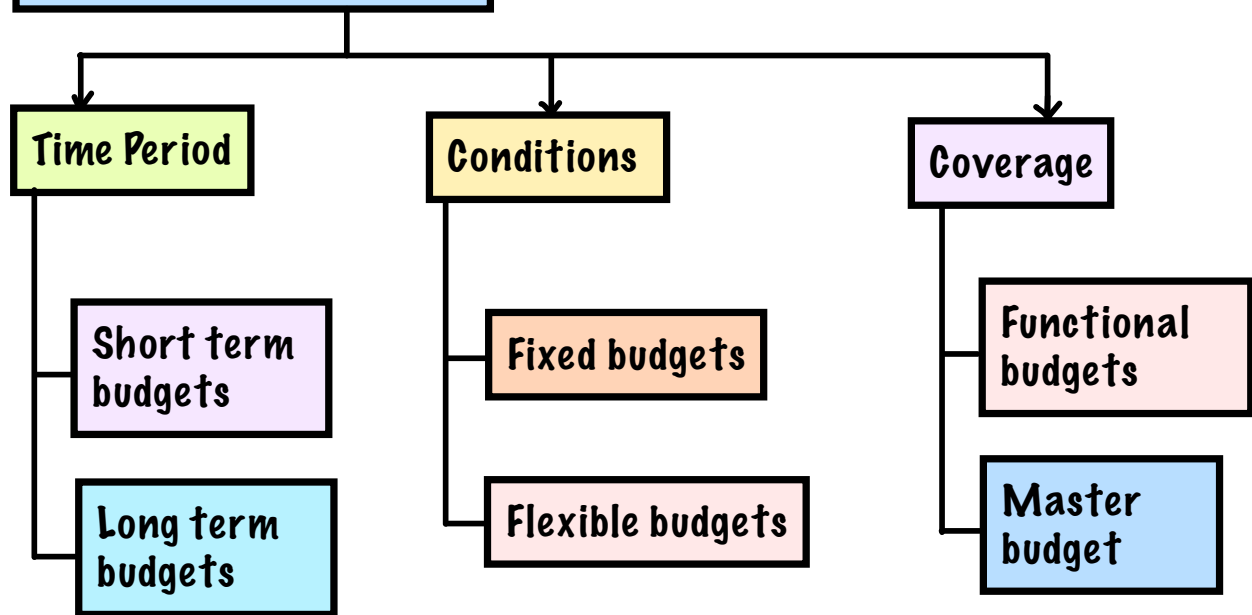 Time Period
Conditions
Coverage
Short term
budgets
Long term
budgets
Fixed budgets
Flexible budgets
Functional
budgets
Master
budget